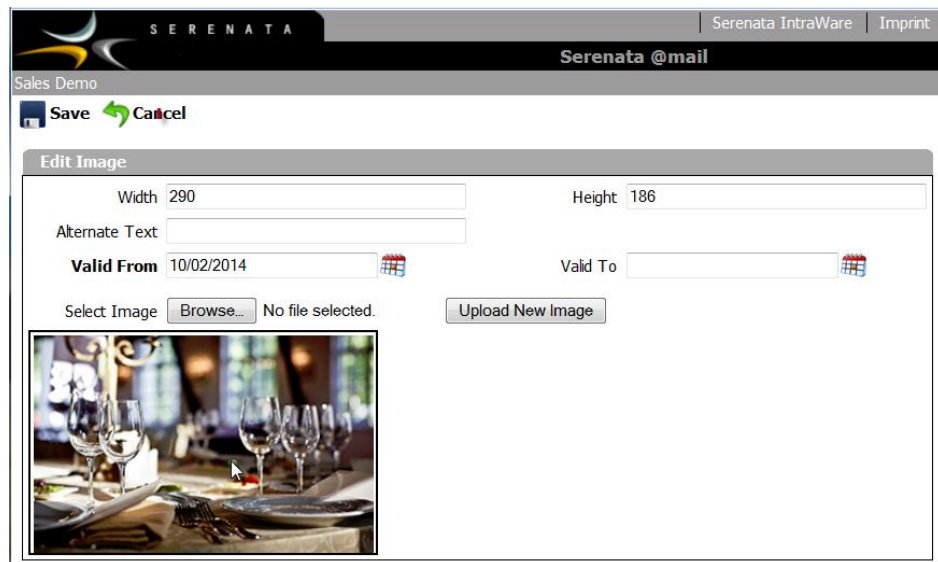 SERENATA
Serenata IntraWare Imprint
Serenata @mail
Sales Demo
Save Cancel
Edit Image
Width 290 Height 186
Alternate Text
Valid From 10/02/2014 Valid To
Select Image Browse... No file selected. Upload New Image